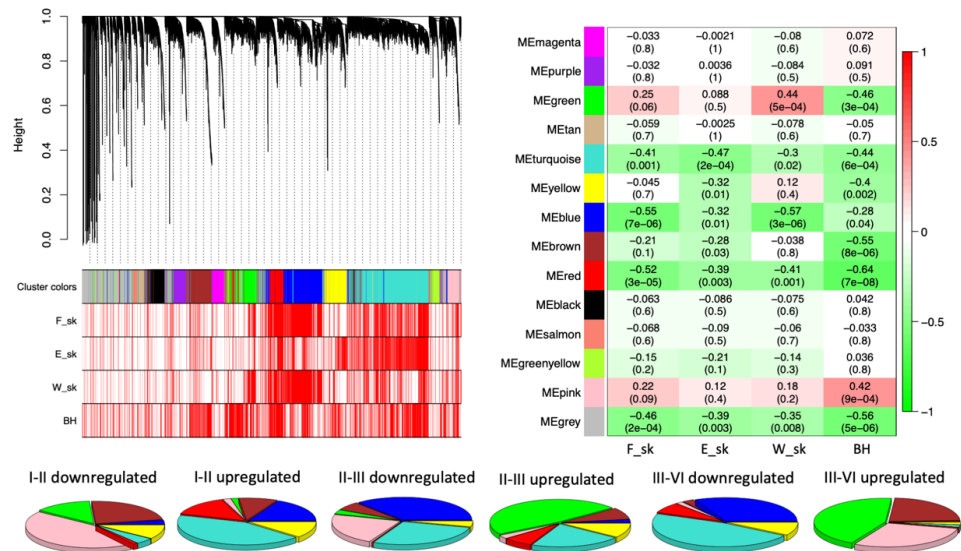 Height
1.0
0.8
0.6
0.4
0.2
0.0
Cluster colors
F_sk
E_sk
W_sk
BH
MEmagenta
−0.033 −0.0021 −0.08 0.072
(0.8) (1) (0.6) (0.6)
MEpurple
−0.032 0.0036 −0.084 0.091
(0.8) (1) (0.5) (0.5)
MEgreen
0.25 0.088 0.44 −0.46
(0.06) (0.5) (5e−04) (3e−04)
MEtan
−0.059 −0.0025 −0.078 −0.05
(0.7) (1) (0.6) (0.7)
MEturquoise
−0.41 −0.47 −0.3 −0.44
(0.001) (2e−04) (0.02) (6e−04)
MEyellow
−0.045 −0.32 0.12 −0.4
(0.7) (0.01) (0.4) (0.002)
MEblue
−0.55 −0.32 −0.57 −0.28
(7e−06) (0.01) (3e−06) (0.04)
MEbrown
−0.21 −0.28 −0.038 −0.55
(0.1) (0.03) (0.8) (8e−06)
MEred
−0.52 −0.39 −0.41 −0.64
(3e−05) (0.003) (0.001) (7e−08)
MEblack
−0.063 −0.086 −0.075 0.042
(0.6) (0.5) (0.6) (0.8)
MEsalmon
−0.068 −0.09 −0.06 −0.033
(0.6) (0.5) (0.7) (0.8)
MEgreenyellow
−0.15 −0.21 −0.14 0.036
(0.2) (0.1) (0.3) (0.8)
MEpink
0.22 0.12 0.18 0.42
(0.09) (0.4) (0.2) (9e−04)
MEgrey
−0.46 −0.39 −0.35 −0.56
(2e−04) (0.003) (0.008) (5e−06)
F_sk E_sk W_sk BH
1
0.5
0
−0.5
−1
I-II downregulated
I-II upregulated
II-III downregulated
II-III upregulated
III-VI downregulated
III-VI upregulated